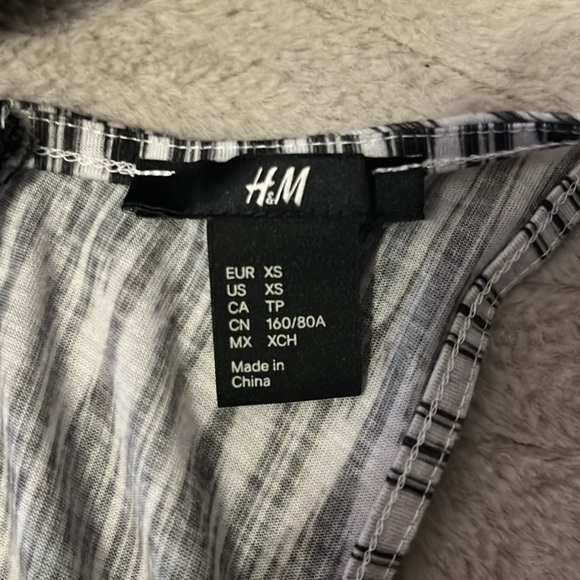 H&M
EUR XS
US XS
CA TP
CN 160/80A
MX XCH
Made in
China